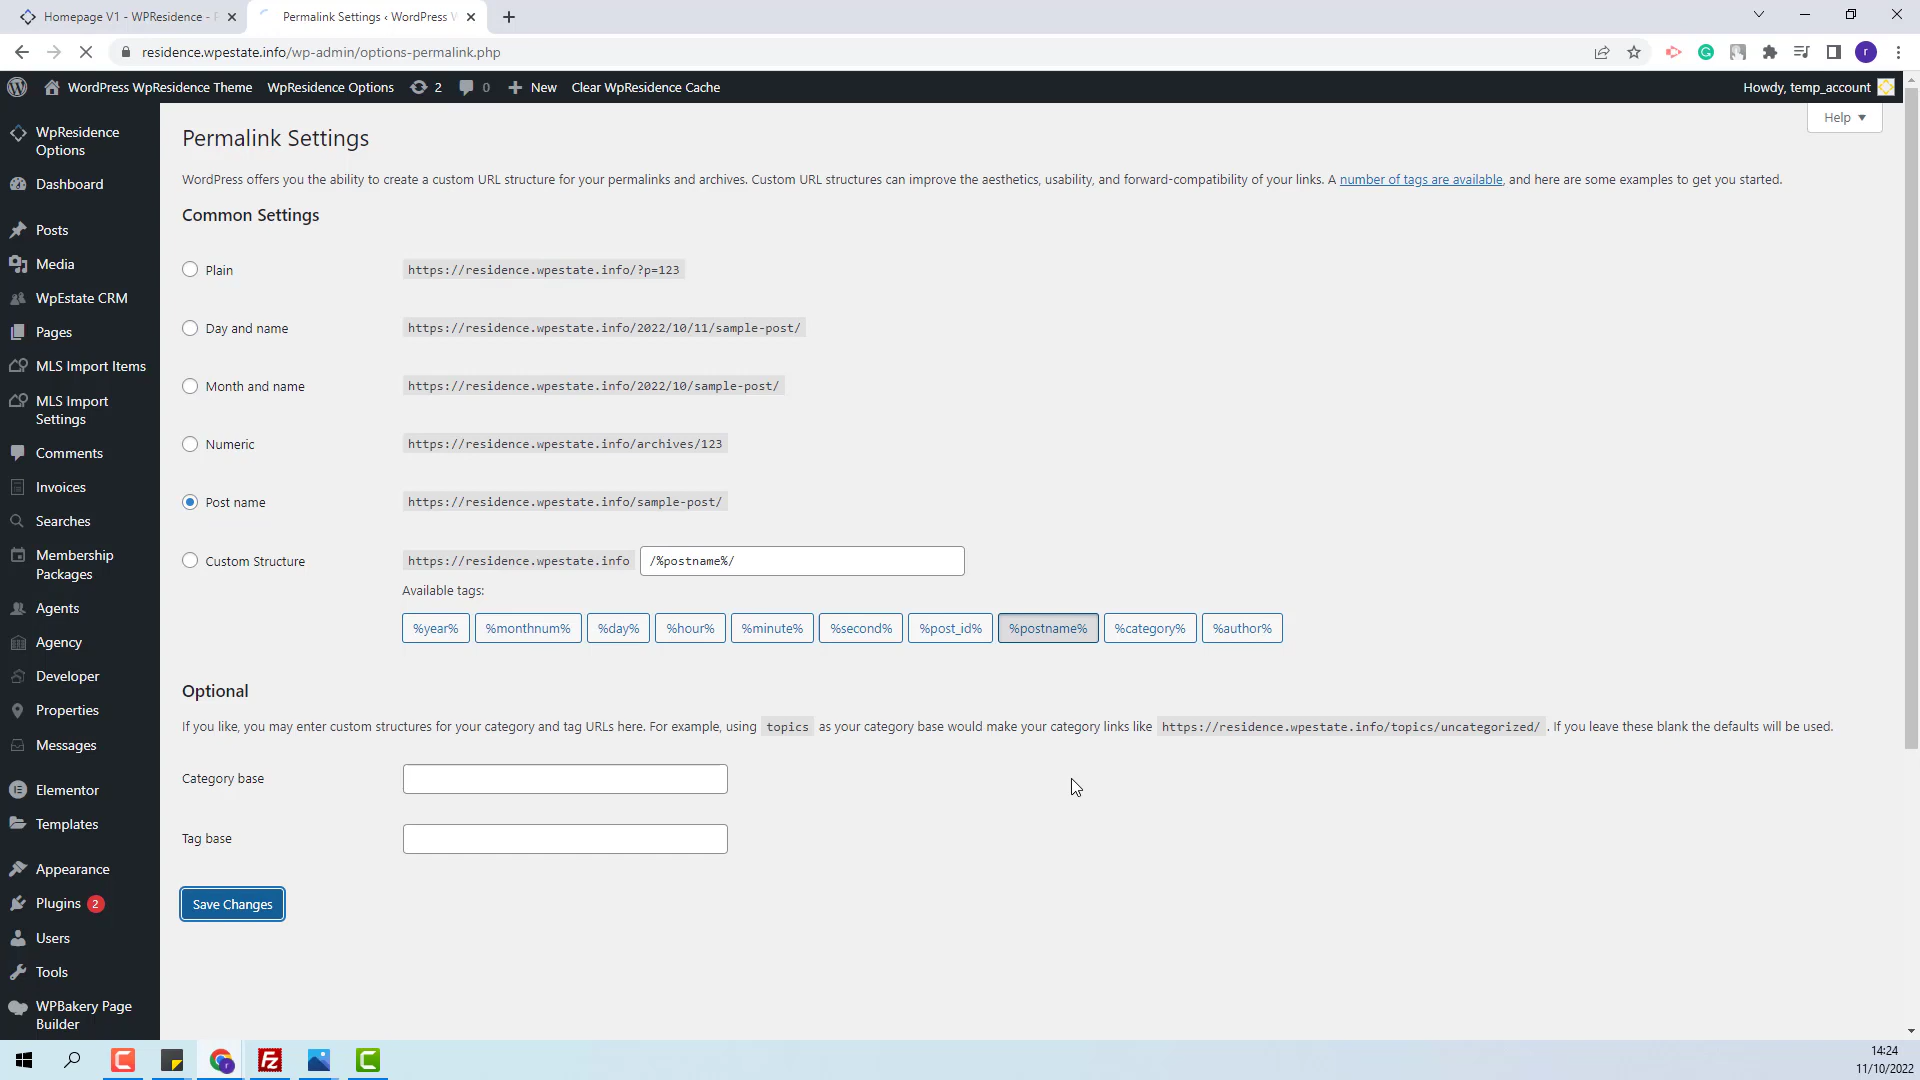 Homepage V1 - WPResidence -
Permalink Settings ‹ WordPress W
residence.wpestate.info/wp-admin/options-permalink.php
r
WordPress WpResidence Theme
WpResidence Options
2
0
New
Clear WpResidence Cache
Howdy, temp_account
WpResidence
Options
Dashboard
Posts
Media
WpEstate CRM
Pages
MLS Import Items
MLS Import
Settings
Comments
Invoices
Searches
Membership
Packages
Agents
Agency
Developer
Properties
Messages
Elementor
Templates
Appearance
Plugins 2
Users
Tools
WPBakery Page
Builder
Help
Permalink Settings
WordPress offers you the ability to create a custom URL structure for your permalinks and archives. Custom URL structures can improve the aesthetics, usability, and forward-compatibility of your links. A number of tags are available, and here are some examples to get you started.
Common Settings
Plain https://residence.wpestate.info/?p=123
Day and name https://residence.wpestate.info/2022/10/11/sample-post/
Month and name https://residence.wpestate.info/2022/10/sample-post/
Numeric https://residence.wpestate.info/archives/123
Post name https://residence.wpestate.info/sample-post/
Custom Structure https://residence.wpestate.info /%postname%/
Available tags:
%year% %monthnum% %day% %hour% %minute% %second% %post_id% %postname% %category% %author%
Optional
If you like, you may enter custom structures for your category and tag URLs here. For example, using topics as your category base would make your category links like https://residence.wpestate.info/topics/uncategorized/ . If you leave these blank the defaults will be used.
Category base
Tag base
Save Changes
14:24
11/10/2022